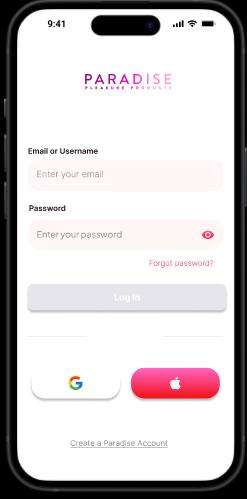 9:41
PARADISE
PLEASURE PRODUCTS
Email or Username
Enter your email
Password
Enter your password
Forgot password?
Log In
Create a Paradise Account